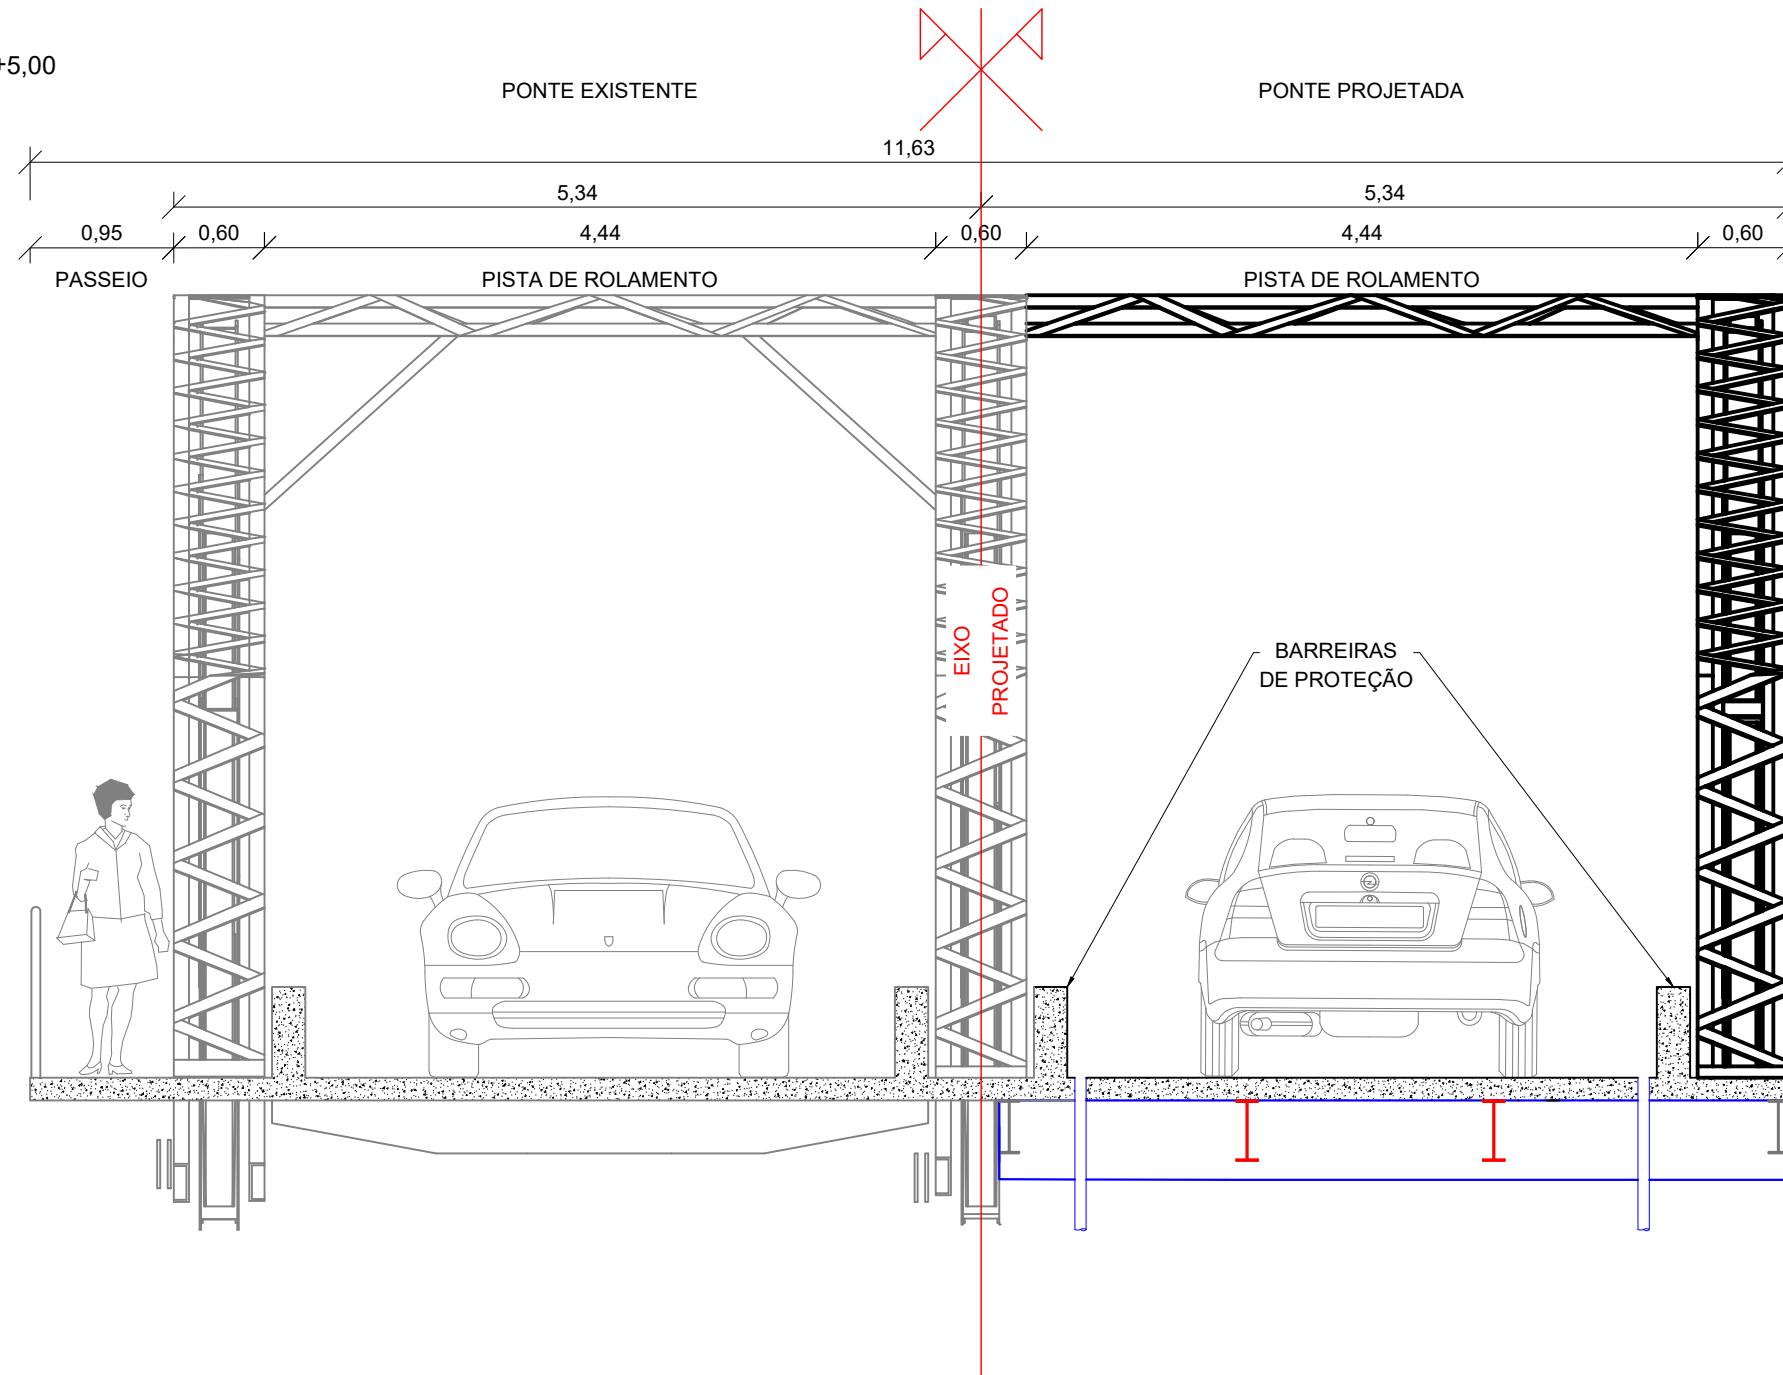 +5,00
PONTE EXISTENTE
PONTE PROJETADA
11,63
5,34
5,34
0,95
0,60
4,44
0,60
4,44
0,60
PASSEIO
PISTA DE ROLAMENTO
PISTA DE ROLAMENTO
EIXO
PROJETADO
BARREIRAS
DE PROTEÇÃO